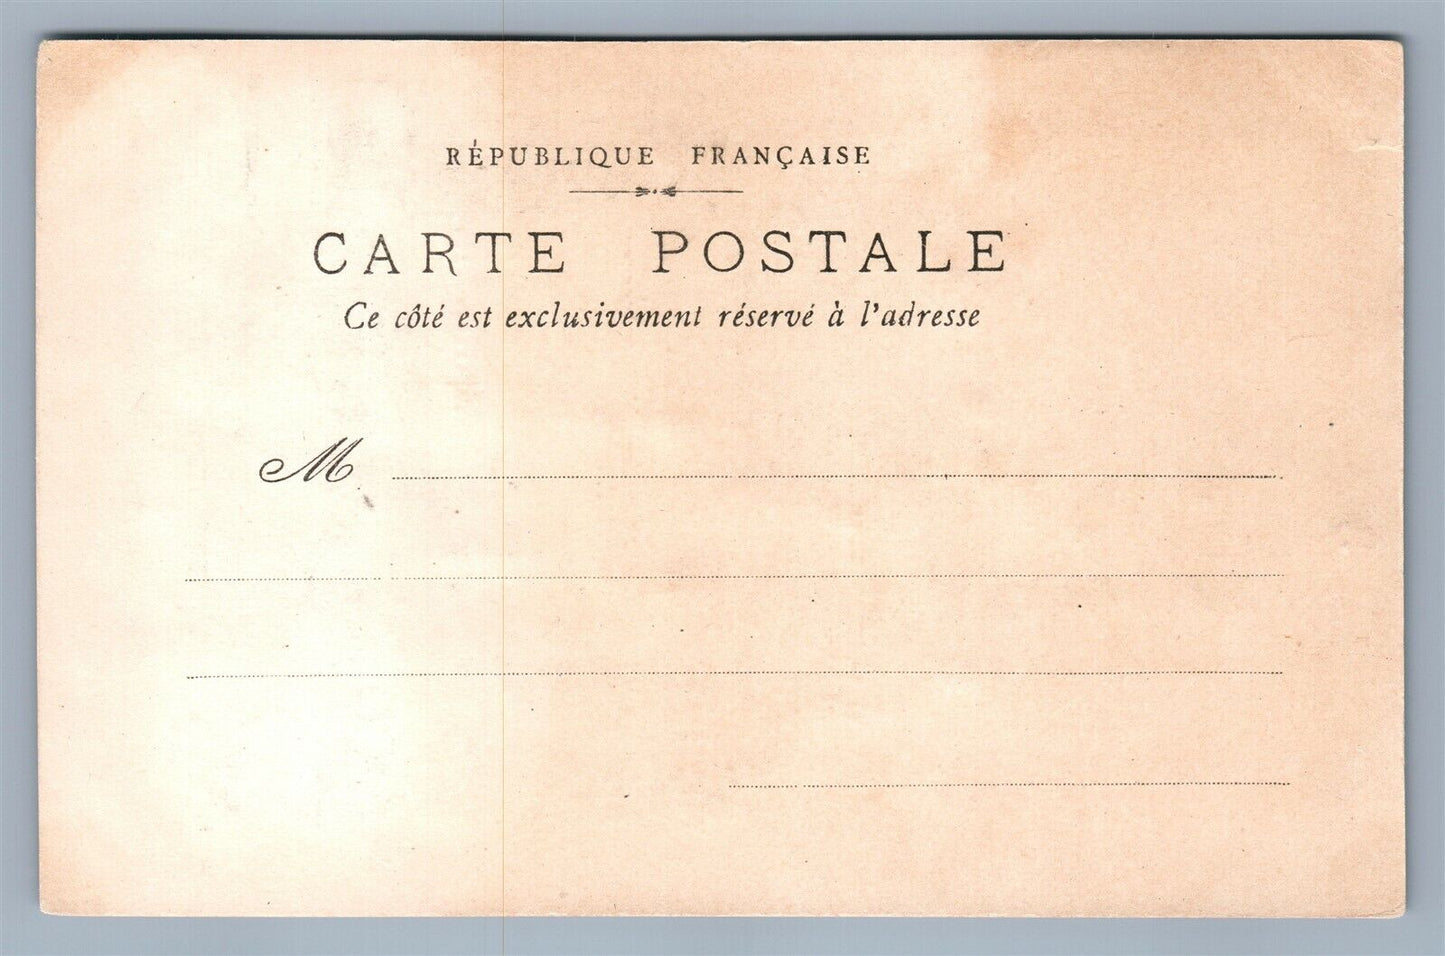 RÉPUBLIQUE FRANÇAISE
CARTE POSTALE
Ce côté est exclusivement réservé à l'adresse
M